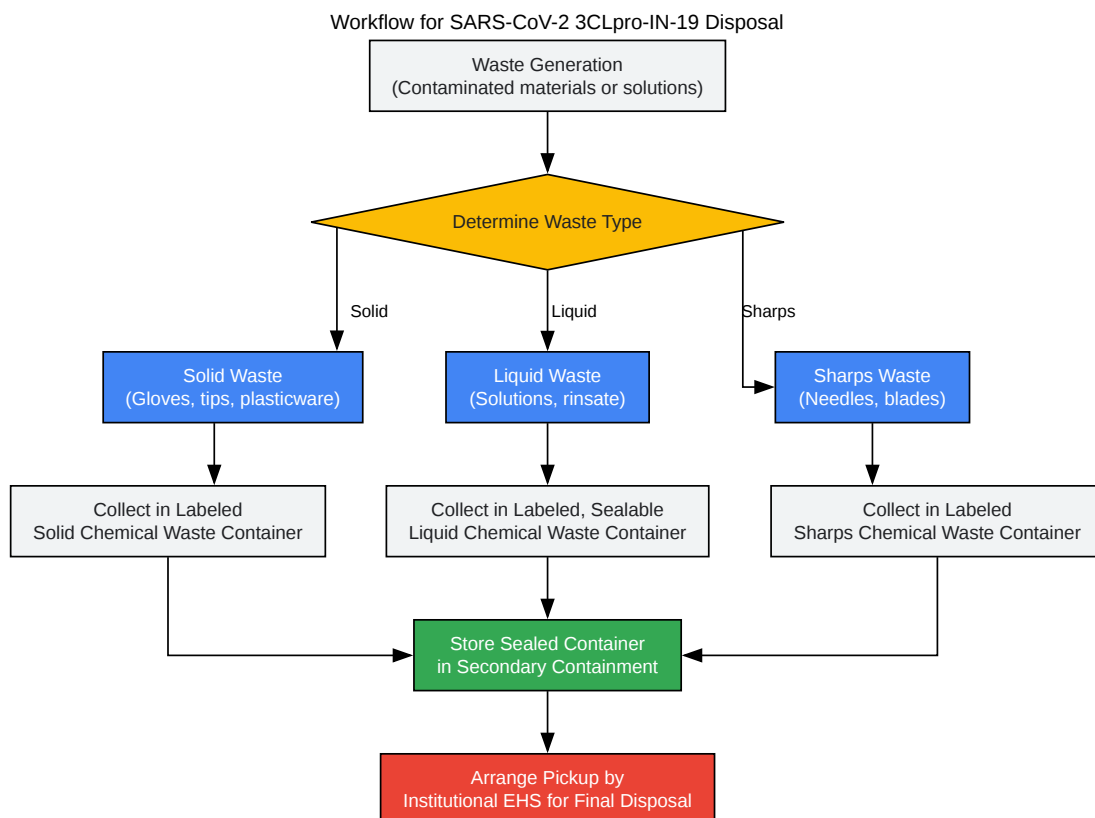 Workflow for SARS-CoV-2 3CLpro-IN-19 Disposal
Waste Generation
(Contaminated materials or solutions)
Determine Waste Type
Solid
Liquid
Sharps
Solid Waste
(Gloves, tips, plasticware)
Liquid Waste
(Solutions, rinsate)
Sharps Waste
(Needles, blades)
Collect in Labeled
Solid Chemical Waste Container
Collect in Labeled, Sealable
Liquid Chemical Waste Container
Collect in Labeled
Sharps Chemical Waste Container
Store Sealed Container
in Secondary Containment
Arrange Pickup by
Institutional EHS for Final Disposal